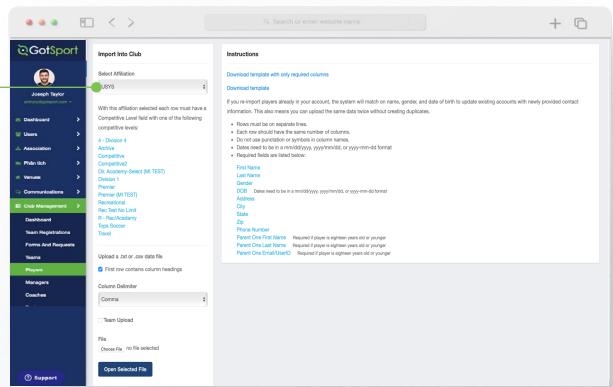 Search or enter website name
GotSport
Joseph Taylor
Dashboard
Users
Association
Phân tích
Venues
Communications
Club Management
Dashboard
Team Registrations
Forms And Requests
Teams
Players
Managers
Coaches
Support
Import Into Club
Select Affiliation
USYS
With this affiliation selected each row must have a
Competitive Level field with one of the following
competitive levels:
4 - Division 4
Archive
Competitive
Competitive2
Dk Academy-Select (MI TEST)
Division 1
Premier
Premier (MI TEST)
Recreational
Rec Test No Limit
R - Rec/Academy
Tops Soccer
Travel
Upload a .txt or .csv data file
First row contains column headings
Column Delimiter
Comma
Team Upload
File
Choose File no file selected
Open Selected File
Instructions
Download template with only required columns
Download template
If you re-import players already in your account, the system will match on name, gender, and date of birth to update existing accounts with newly provided contact
information. This also means you can upload the same data twice without creating duplicates.
• Rows must be on separate lines.
• Each row should have the same number of columns.
• Do not use punctation or symbols in column names.
• Dates need to be in a mm/dd/yyyy, yyyy/mm/dd, or yyyy-mm-dd format
• Required fields are listed below:
First Name
Last Name
Gender
DOB Dates need to be in a mm/dd/yyyy, yyyy/mm/dd, or yyyy-mm-dd format
Address
City
State
Zip
Phone Number
Parent One First Name Required if player is eighteen years old or younger
Parent One Last Name Required if player is eighteen years old or younger
Parent One Email/UserID Required if player is eighteen years old or younger